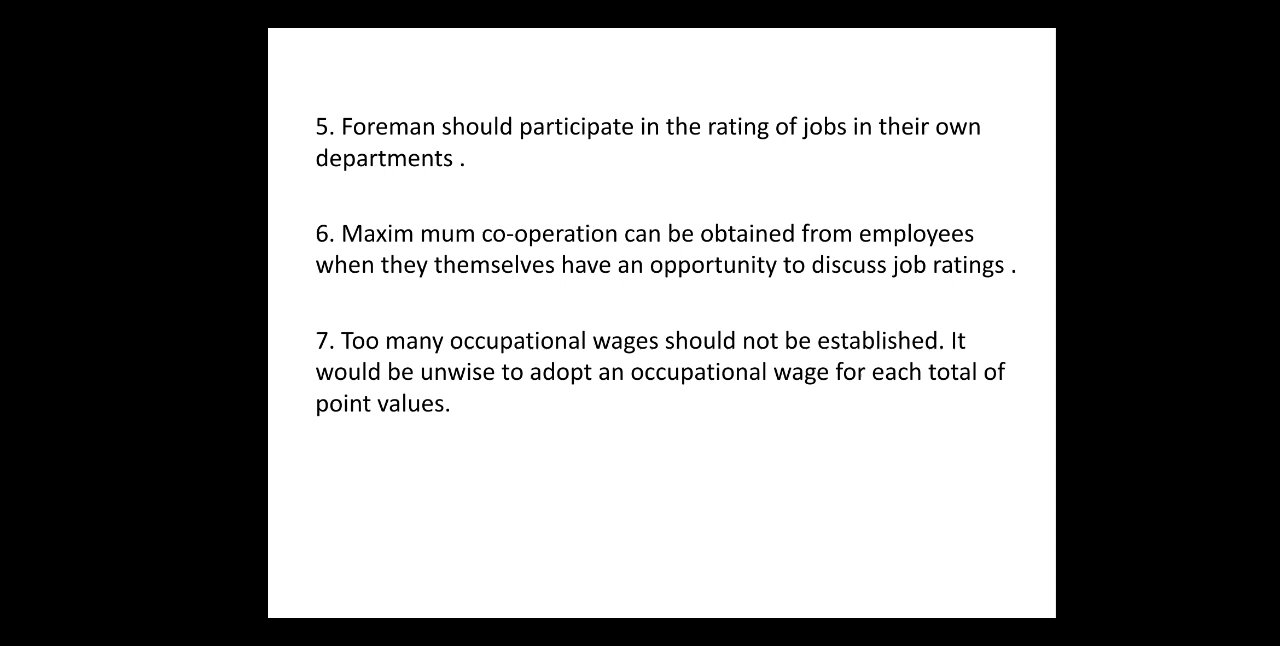 5. Foreman should participate in the rating of jobs in their own
departments .
6. Maxim mum co-operation can be obtained from employees
when they themselves have an opportunity to discuss job ratings .
7. Too many occupational wages should not be established. It
would be unwise to adopt an occupational wage for each total of
point values.